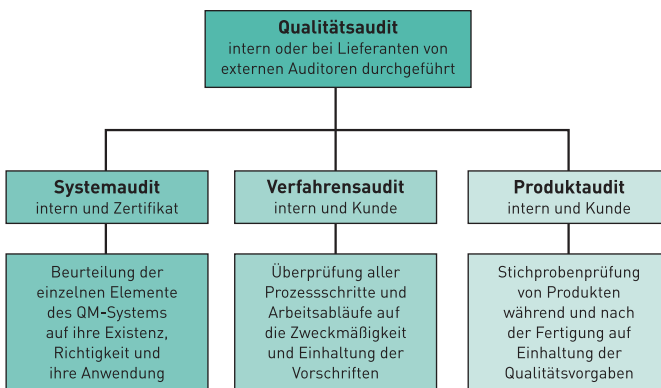 Qualitätsaudit
intern oder bei Lieferanten von
externen Auditoren durchgeführt
Systemaudit
intern und Zertifikat
Verfahrensaudit
intern und Kunde
Produktaudit
intern und Kunde
Beurteilung der
einzelnen Elemente
des QM-Systems
auf ihre Existenz,
Richtigkeit und
ihre Anwendung
Überprüfung aller
Prozessschritte und
Arbeitsabläufe auf
die Zweckmäßigkeit
und Einhaltung der
Vorschriften
Stichprobenprüfung
von Produkten
während und nach
der Fertigung auf
Einhaltung der
Qualitätsvorgaben